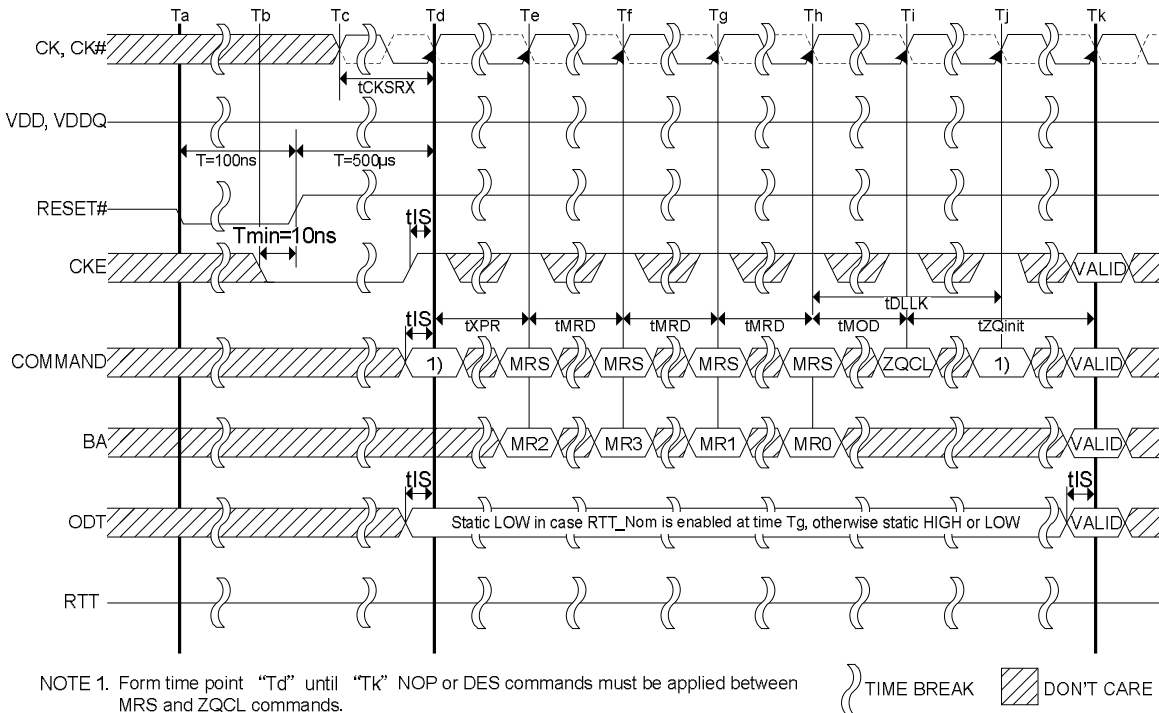 Ta Tb Tc Td Te Tf Tg Th Ti Tj Tk
CK, CK#
tCKSRX
VDD, VDDQ
T=100ns T=500µs
RESET#
tIS
Tmin=10ns
CKE VALID
tDLLK
tIS tXPR tMRD tMRD tMRD tMOD tZQinit
COMMAND 1) MRS MRS MRS MRS ZQCL 1) VALID
BA MR2 MR3 MR1 MR0 VALID
tIS tIS
ODT Static LOW in case RTT_Nom is enabled at time Tg, otherwise static HIGH or LOW VALID
RTT
NOTE 1. Form time point “Td” until “Tk” NOP or DES commands must be applied between
MRS and ZQCL commands.
TIME BREAK DON'T CARE